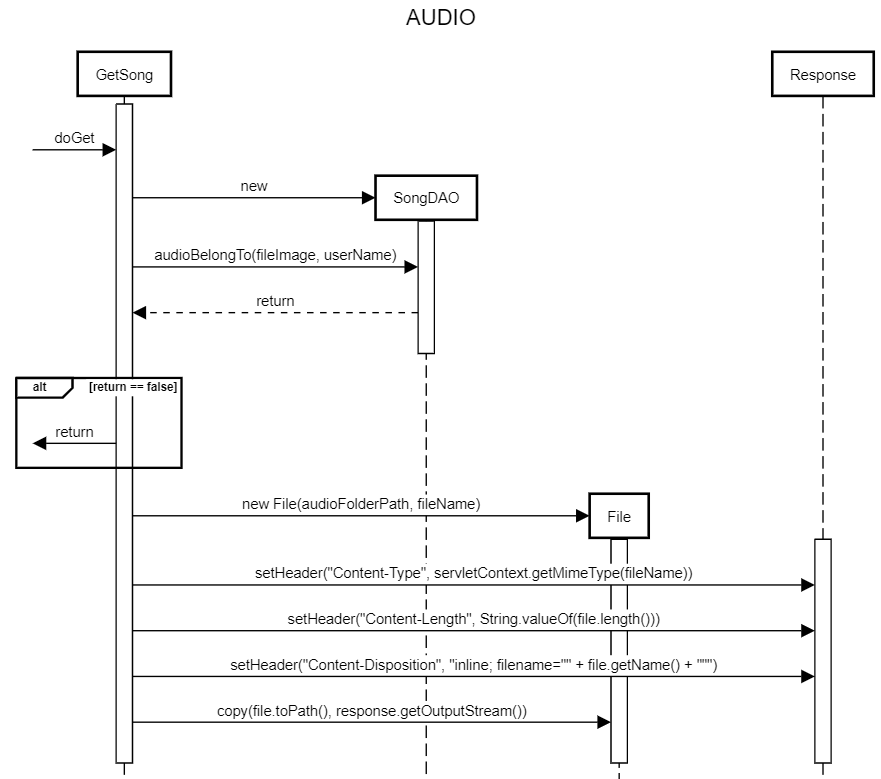 AUDIO
GetSong
Response
doGet
new
SongDAO
audioBelongTo(fileImage, userName)
return
alt
[return == false]
return
new File(audioFolderPath, fileName)
File
setHeader("Content-Type", servletContext.getMimeType(fileName))
setHeader("Content-Length", String.valueOf(file.length()))
setHeader("Content-Disposition", "inline; filename="" + file.getName() + """)
copy(file.toPath(), response.getOutputStream())